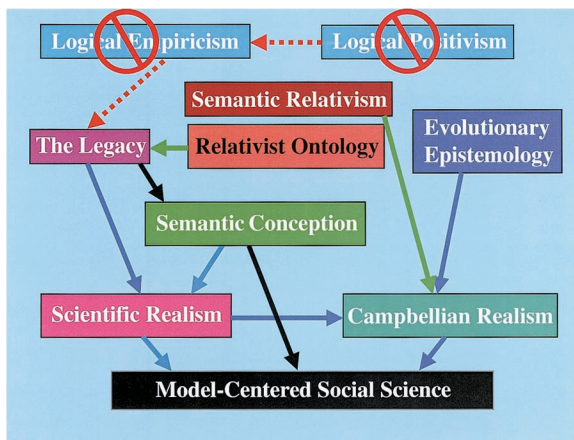 Logical Empiricism
Logical Positivism
Semantic Relativism
Evolutionary
Epistemology
The Legacy
Relativist Ontology
Semantic Conception
Scientific Realism
Campbellian Realism
Model-Centered Social Science